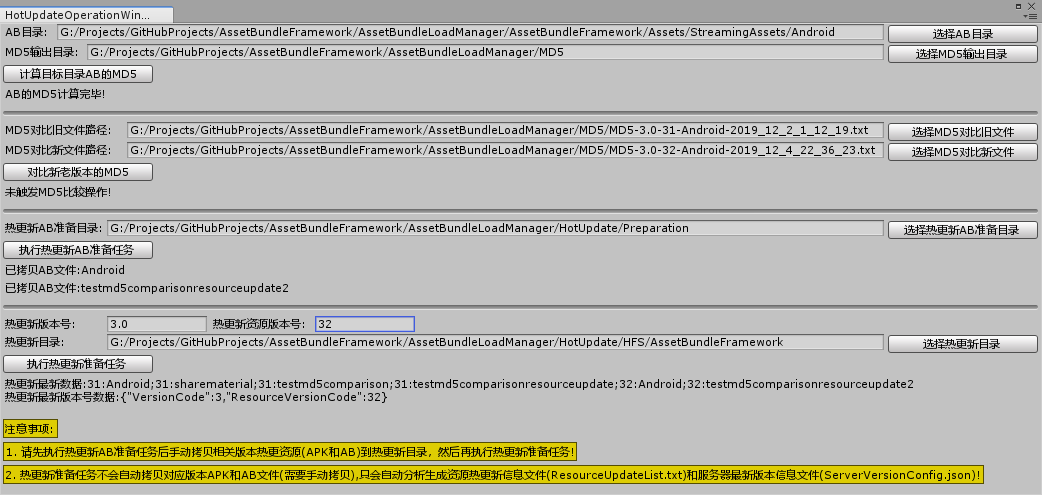 HotUpdateOperationWin...
AB目录: G:/Projects/GitHubProjects/AssetBundleFramework/AssetBundleLoadManager/AssetBundleFramework/Assets/StreamingAssets/Android 选择AB目录
MD5输出目录: G:/Projects/GitHubProjects/AssetBundleFramework/AssetBundleLoadManager/MD5 选择MD5输出目录
计算目标目录AB的MD5
AB的MD5计算完毕!
MD5对比旧文件路径: G:/Projects/GitHubProjects/AssetBundleFramework/AssetBundleLoadManager/MD5/MD5-3.0-31-Android-2019_12_2_1_12_19.txt 选择MD5对比旧文件
MD5对比新文件路径: G:/Projects/GitHubProjects/AssetBundleFramework/AssetBundleLoadManager/MD5/MD5-3.0-32-Android-2019_12_4_22_36_23.txt 选择MD5对比新文件
对比新老版本的MD5
未触发MD5比较操作!
热更新AB准备目录: G:/Projects/GitHubProjects/AssetBundleFramework/AssetBundleLoadManager/HotUpdate/Preparation 选择热更新AB准备目录
执行热更新AB准备任务
已拷贝AB文件:Android
已拷贝AB文件:testmd5comparisonresourceupdate2
热更新版本号: 3.0 热更新资源版本号: 32
热更新目录: G:/Projects/GitHubProjects/AssetBundleFramework/AssetBundleLoadManager/HotUpdate/HFS/AssetBundleFramework 选择热更新目录
执行热更新准备任务
热更新最新数据:31:Android;31:sharematerial;31:testmd5comparison;31:testmd5comparisonresourceupdate;32:Android;32:testmd5comparisonresourceupdate2
热更新最新版本号数据:{"VersionCode":3,"ResourceVersionCode":32}
注意事项:
1. 请先执行热更新AB准备任务后手动拷贝相关版本热更资源(APK和AB)到热更新目录，然后再执行热更新准备任务!
2. 热更新准备任务不会自动拷贝对应版本APK和AB文件(需要手动拷贝),只会自动分析生成资源热更新信息文件(ResourceUpdateList.txt)和服务器最新版本信息文件(ServerVersionConfig.json)!